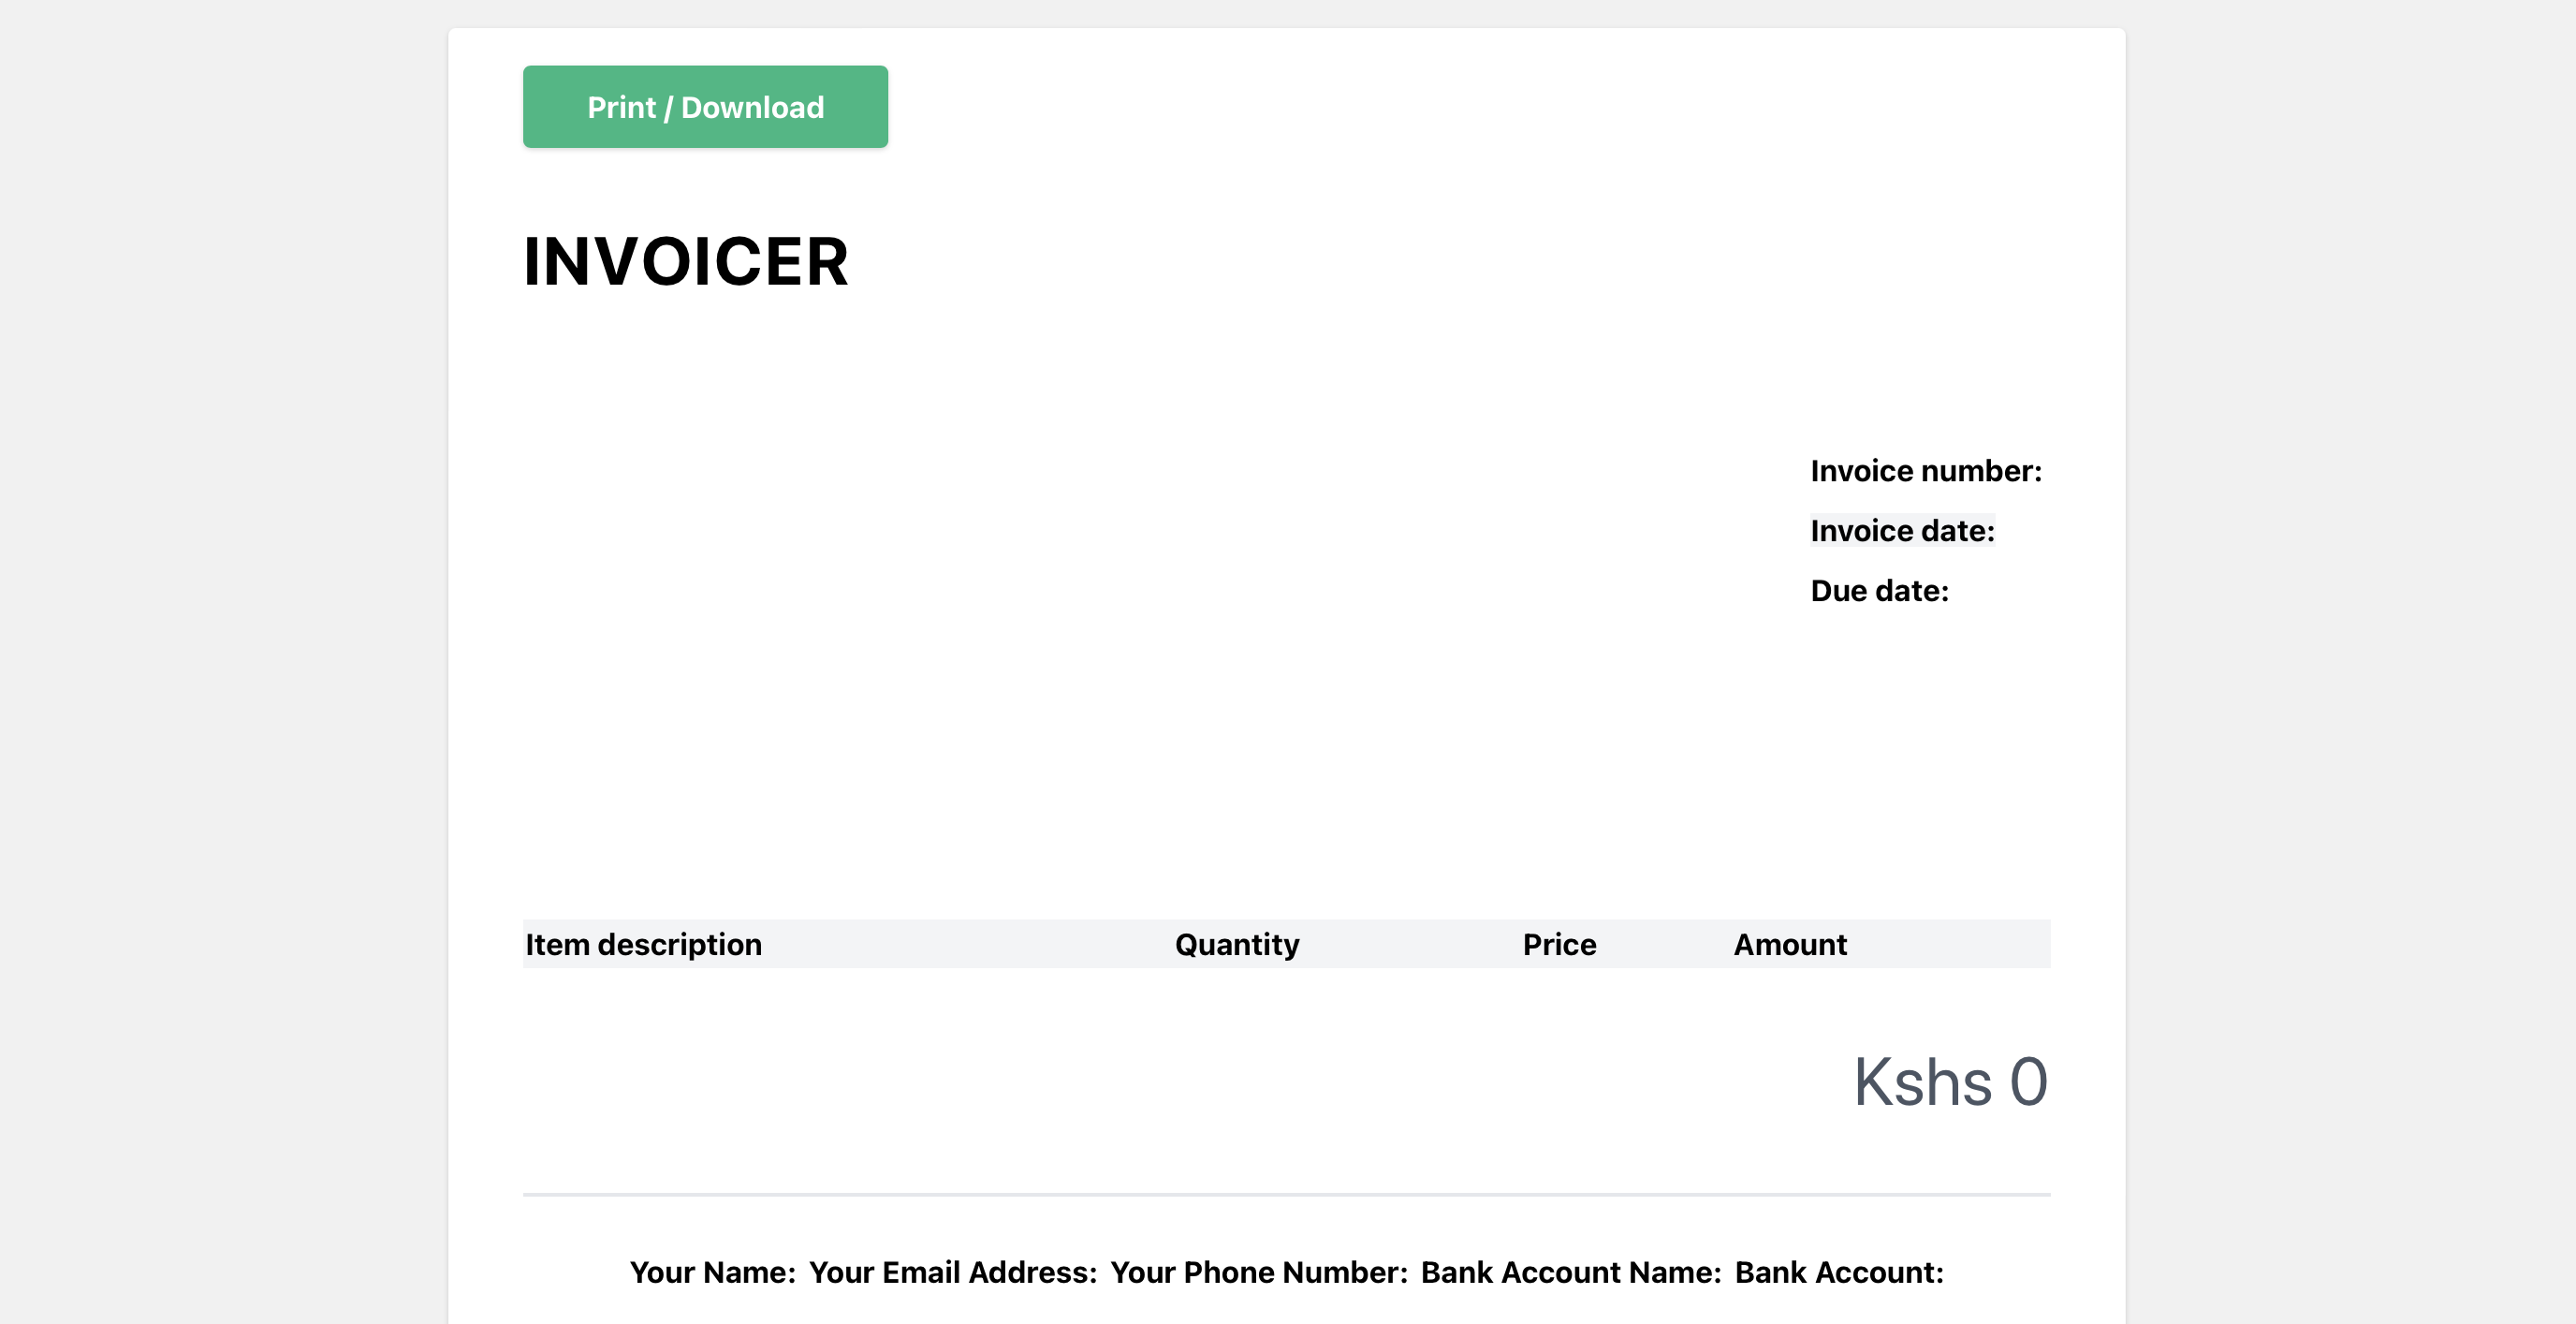 Print / Download
INVOICER
Invoice number:
Invoice date:
Due date:
Item description Quantity Price Amount
Kshs 0
Your Name: Your Email Address: Your Phone Number: Bank Account Name: Bank Account: